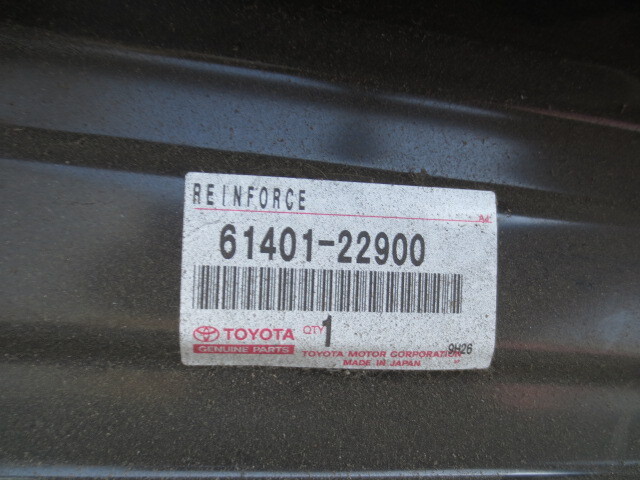 REINFORCE
61401-22900
TOYOTA
GENUINE PARTS
QTY 1
TOYOTA MOTOR CORPORATION
MADE IN JAPAN
9H26